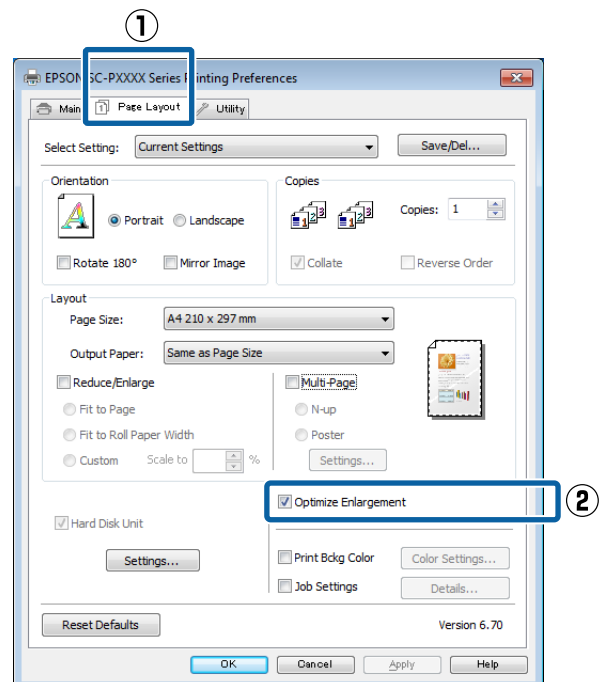 ①
EPSON SC-PXXXX Series Printing Preferences
Main Page Layout Utility
Select Setting: Current Settings Save/Del...
Orientation
Portrait Landscape
Rotate 180° Mirror Image
Copies
Copies: 1
Collate Reverse Order
Layout
Page Size: A4 210 x 297 mm
Output Paper: Same as Page Size
Reduce/Enlarge
Fit to Page
Fit to Roll Paper Width
Custom Scale to %
Multi-Page
N-up
Poster
Settings...
Optimize Enlargement
②
Hard Disk Unit
Settings...
Print Bckg Color Color Settings...
Job Settings Details...
Reset Defaults Version 6.70
OK Cancel Apply Help